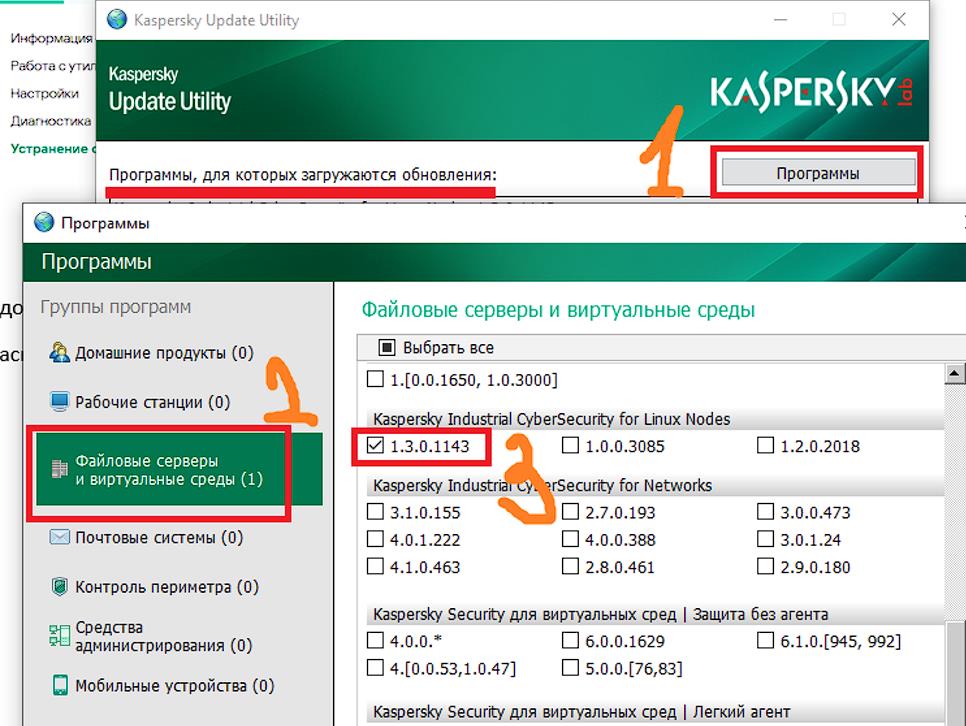 Kaspersky Update Utility
Информация
Работа с утил
Настройки
Диагностика
Устранение с
Kaspersky
Update Utility
KASPERSKY lab
1
Программы, для которых загружаются обновления:
Программы
Программы
Программы
Группы программ
Домашние продукты (0)
2
Рабочие станции (0)
Файловые серверы
и виртуальные среды (1)
Почтовые системы (0)
Контроль периметра (0)
Средства
администрирования (0)
Мобильные устройства (0)
Файловые серверы и виртуальные среды
Выбрать все
1.[0.0.1650, 1.0.3000]
Kaspersky Industrial CyberSecurity for Linux Nodes
1.3.0.1143 1.0.0.3085 1.2.0.2018
3
Kaspersky Industrial CyberSecurity for Networks
3.1.0.155 2.7.0.193 3.0.0.473
4.0.1.222 4.0.0.388 3.0.1.24
4.1.0.463 2.8.0.461 2.9.0.180
Kaspersky Security для виртуальных сред | Защита без агента
4.0.0.* 6.0.0.1629 6.1.0.[945, 992]
4.[0.0.53,1.0.47] 5.0.0.[76,83]
Kaspersky Security для виртуальных сред | Легкий агент